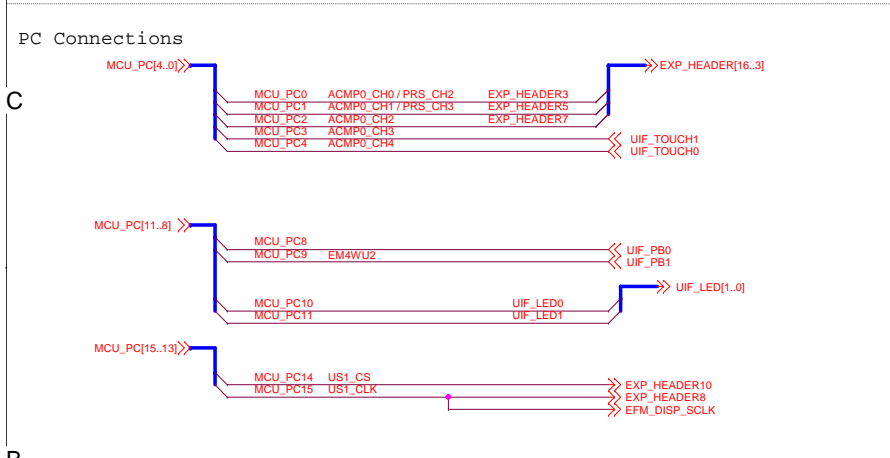 PC Connections
MCU_PC[4..0] EXP_HEADER[16..3]
MCU_PC0 ACMP0_CH0 / PRS_CH2 EXP_HEADER3
C
MCU_PC1 ACMP0_CH1 / PRS_CH3 EXP_HEADER5
MCU_PC2 ACMP0_CH2 EXP_HEADER7
MCU_PC3 ACMP0_CH3 UIF_TOUCH1
MCU_PC4 ACMP0_CH4 UIF_TOUCH0
MCU_PC[11..8]
MCU_PC8 UIF_PB0
MCU_PC9 EM4WU2 UIF_PB1
UIF_LED[1..0]
MCU_PC10 UIF_LED0
MCU_PC11 UIF_LED1
MCU_PC[15..13]
MCU_PC14 US1_CS EXP_HEADER10
MCU_PC15 US1_CLK EXP_HEADER8
EFM_DISP_SCLK